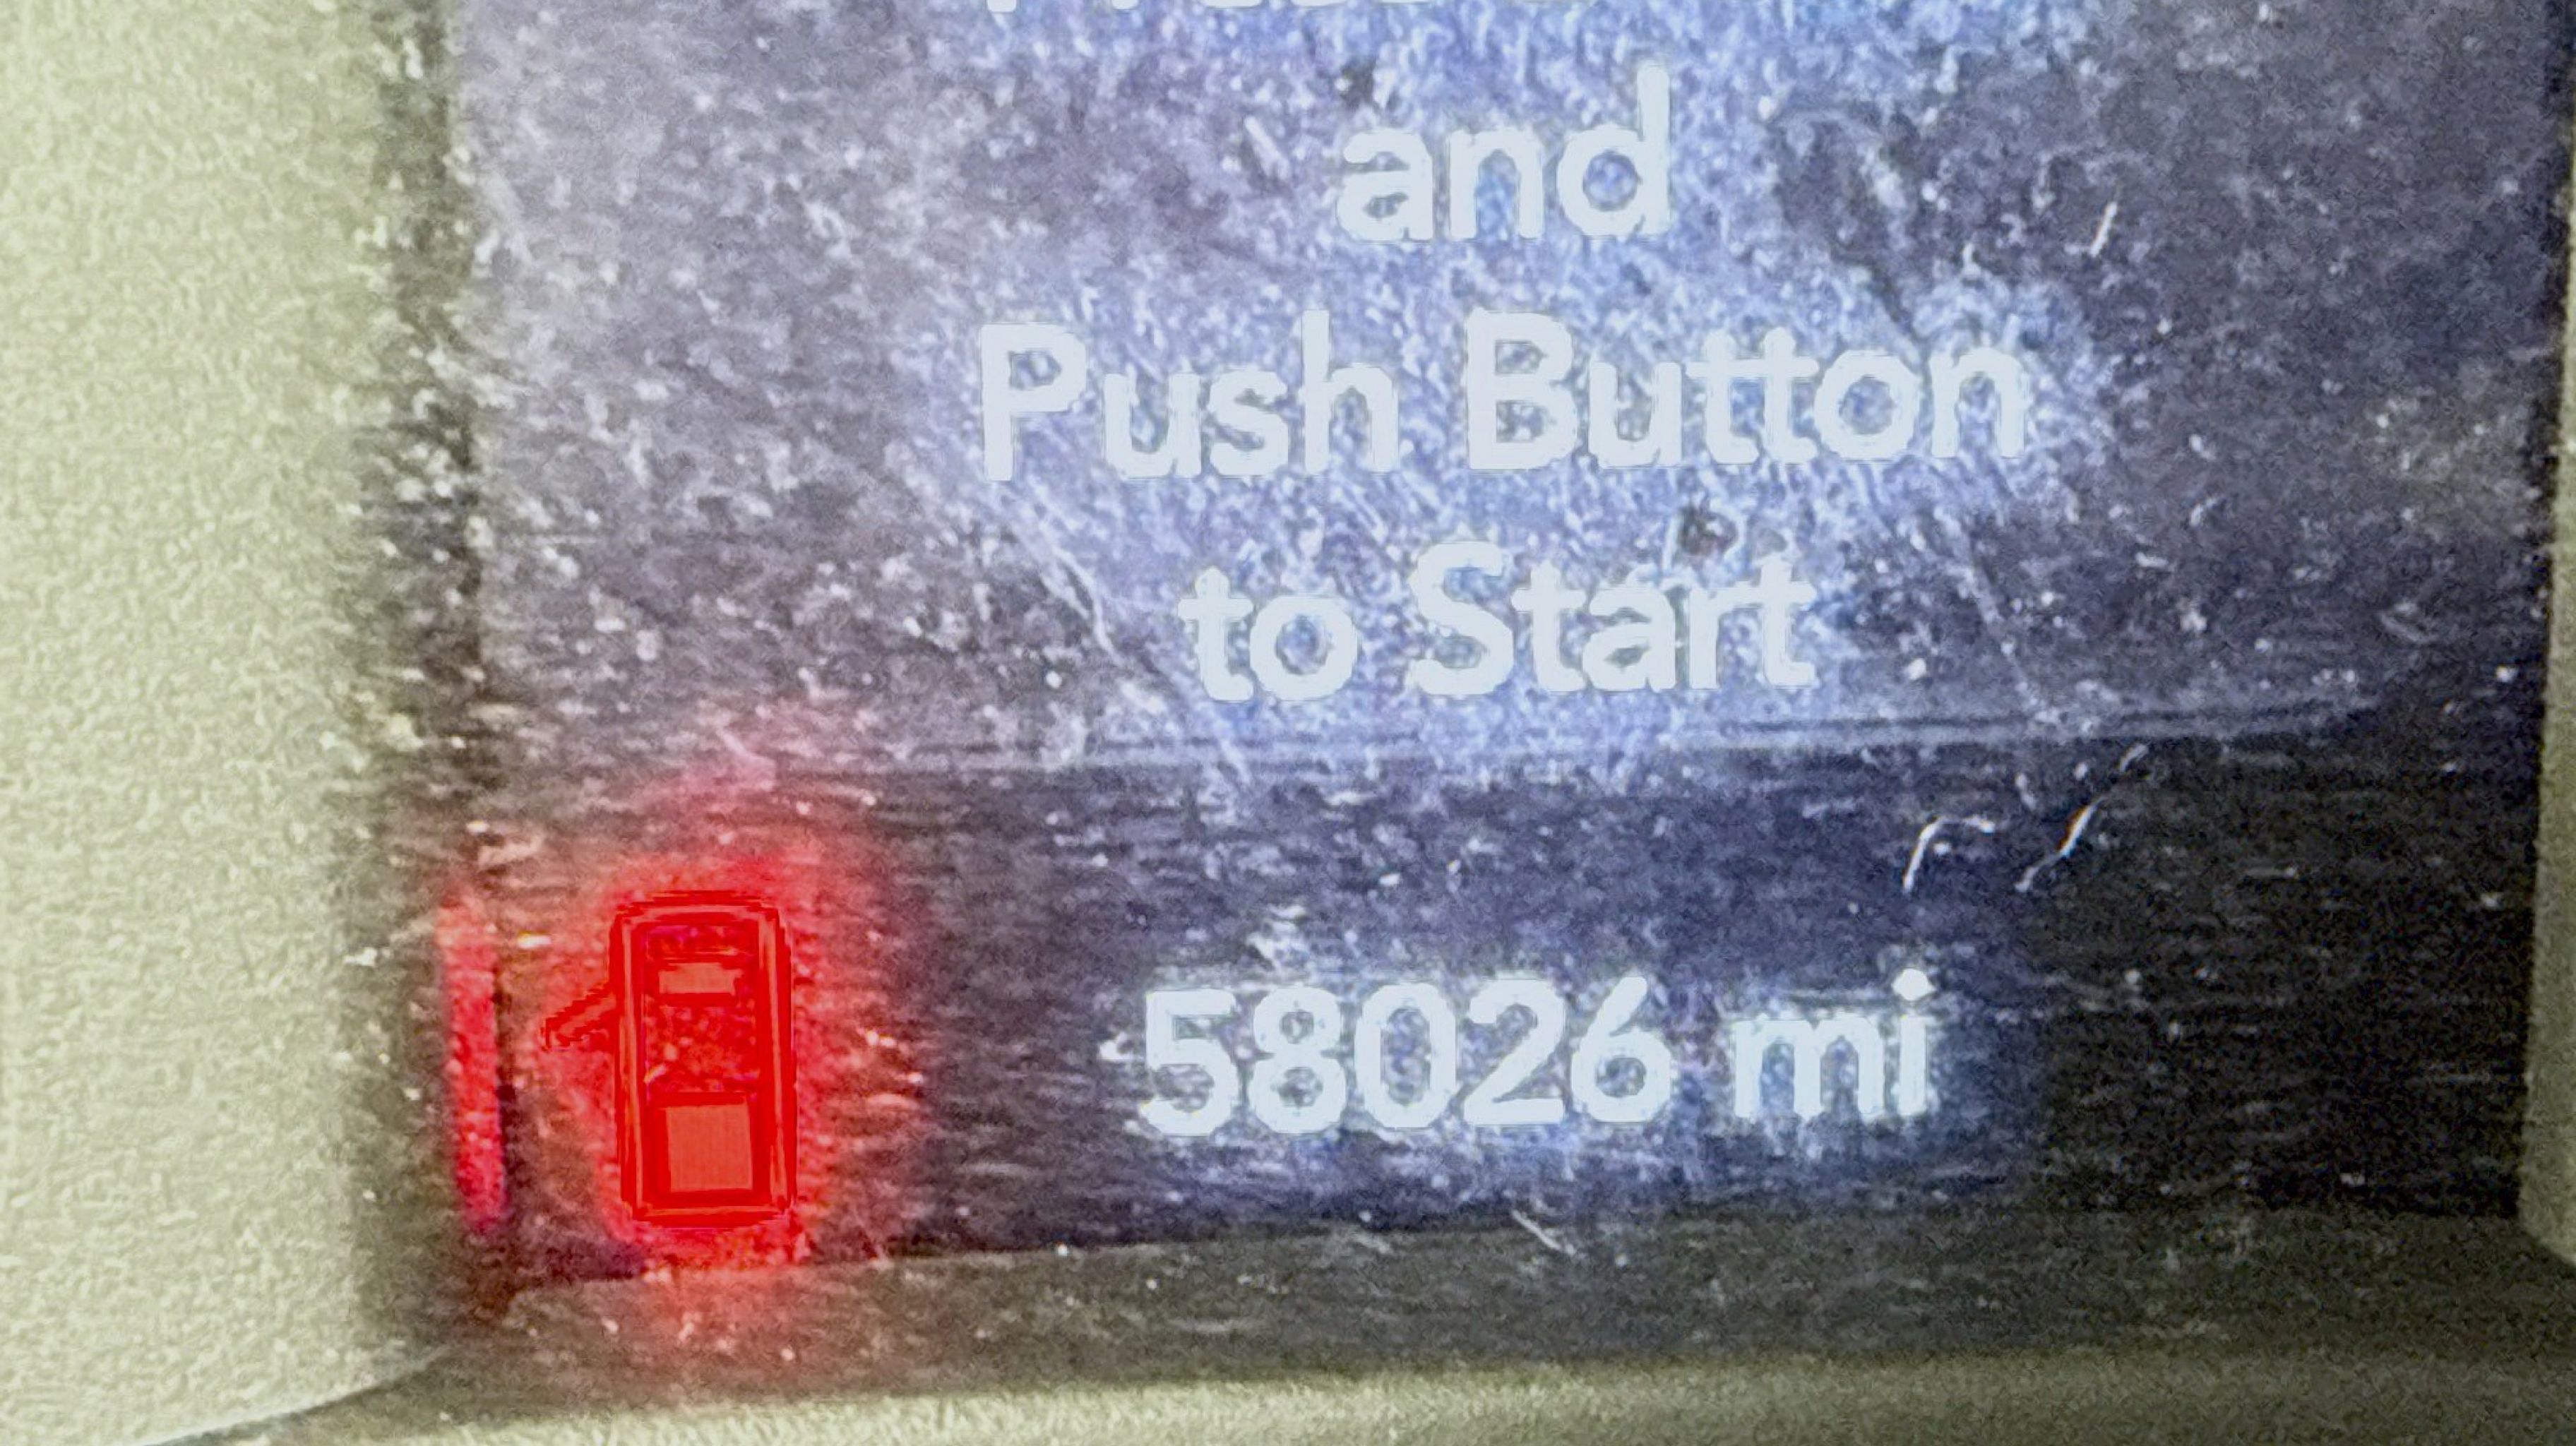 and
Push Button
to Start
58026 mi